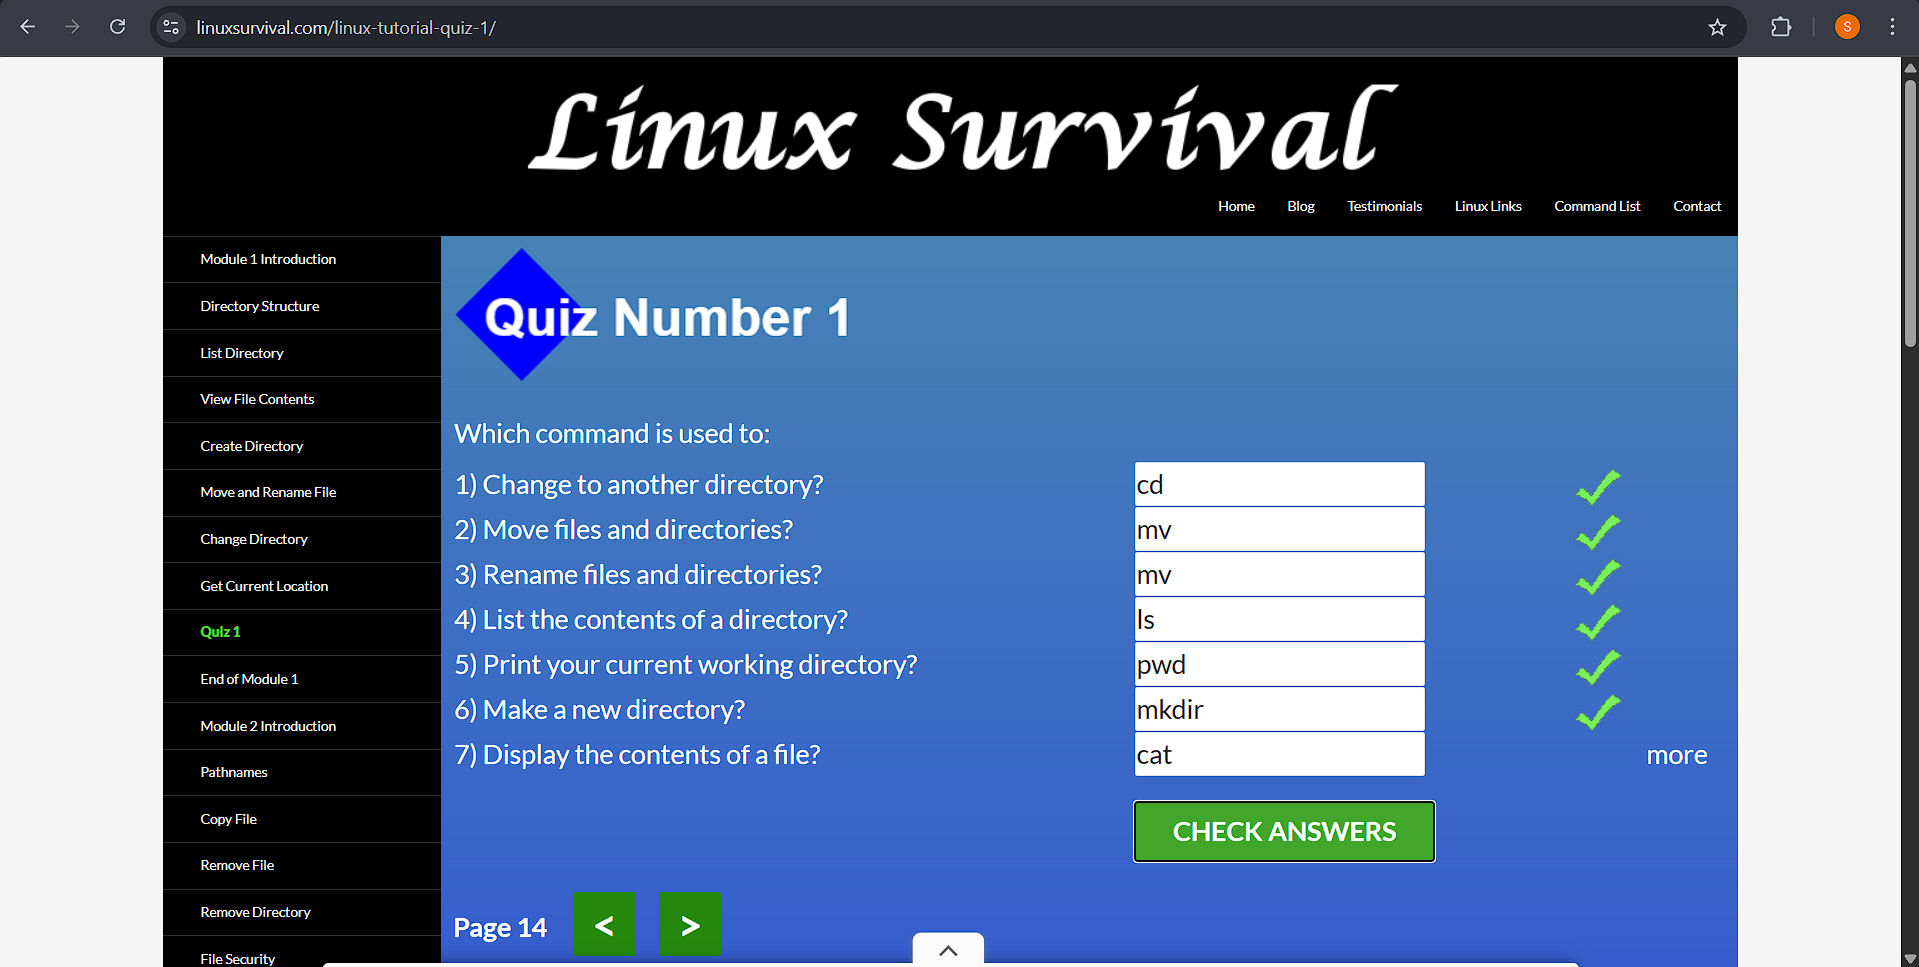 linuxsurvival.com/linux-tutorial-quiz-1/
S
Linux Survival
Home Blog Testimonials Linux Links Command List Contact
Module 1 Introduction
Directory Structure
List Directory
View File Contents
Create Directory
Move and Rename File
Change Directory
Get Current Location
Quiz 1
End of Module 1
Module 2 Introduction
Pathnames
Copy File
Remove File
Remove Directory
File Security
Quiz Number 1
Which command is used to:
1) Change to another directory? cd
2) Move files and directories? mv
3) Rename files and directories? mv
4) List the contents of a directory? ls
5) Print your current working directory? pwd
6) Make a new directory? mkdir
7) Display the contents of a file? cat more
CHECK ANSWERS
Page 14 < >